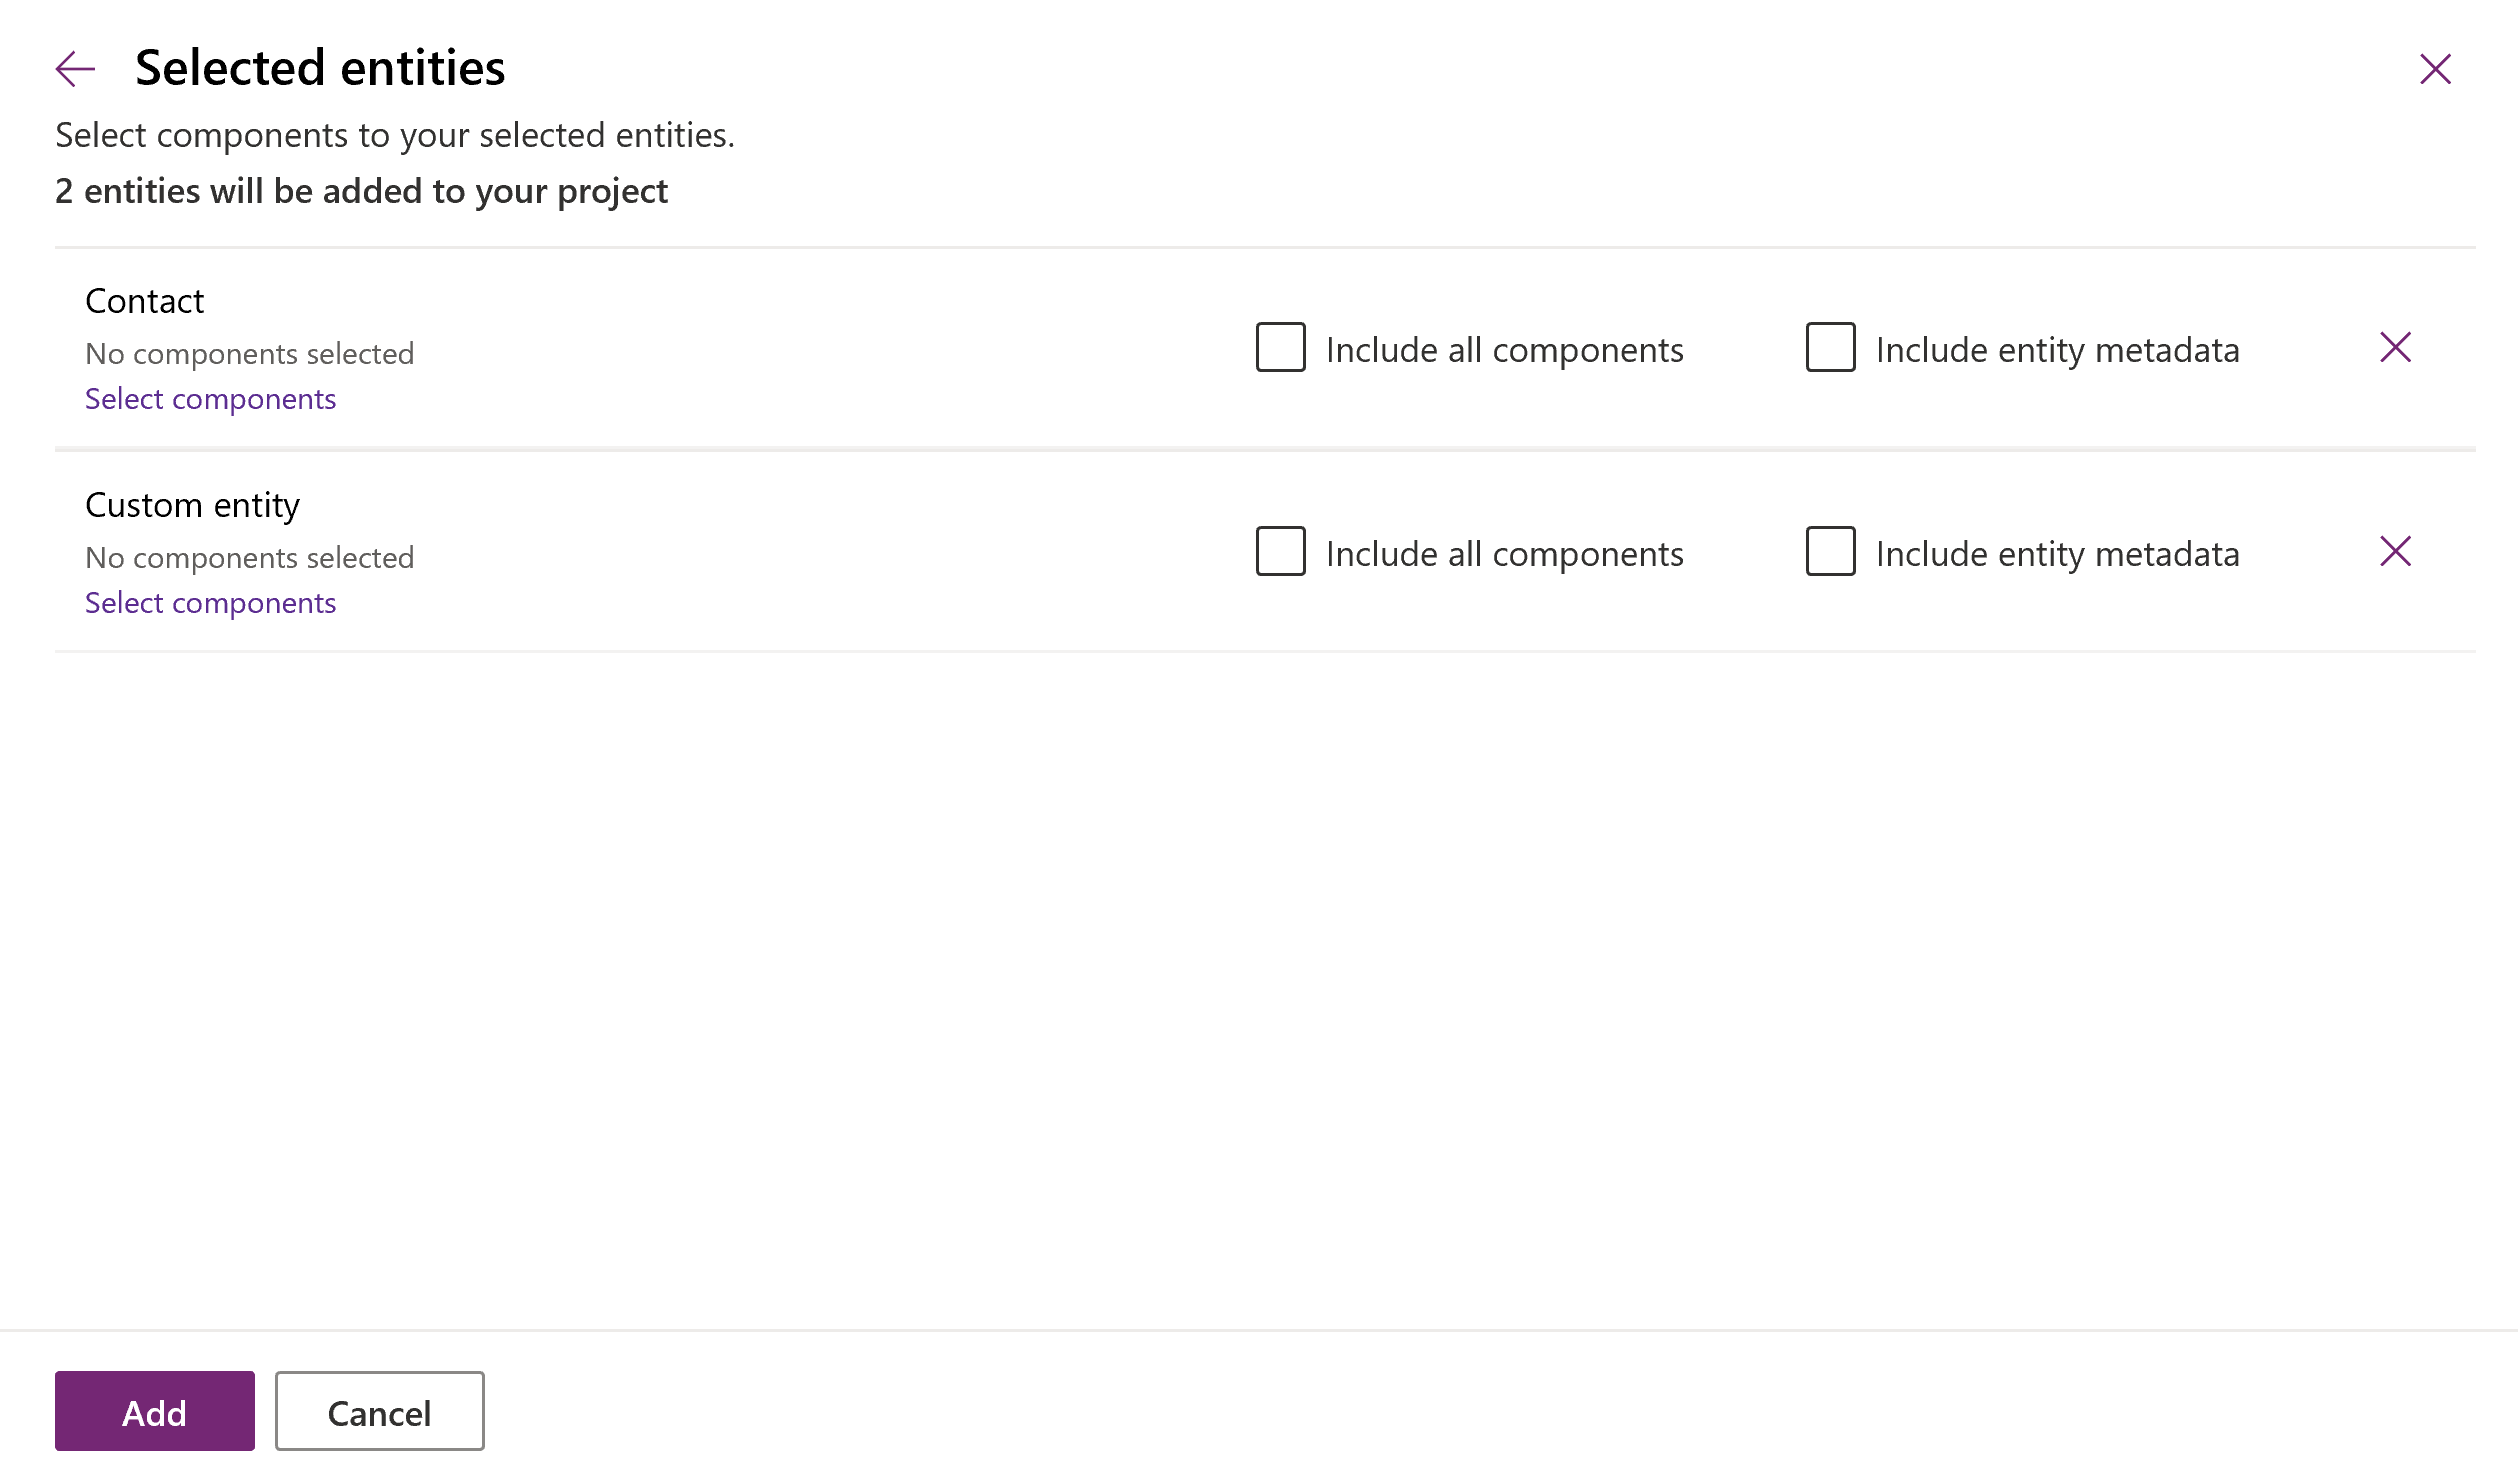 Selected entities
Select components to your selected entities.
2 entities will be added to your project
Contact
No components selected
Select components
Include all components
Include entity metadata
Custom entity
No components selected
Select components
Include all components
Include entity metadata
Add
Cancel